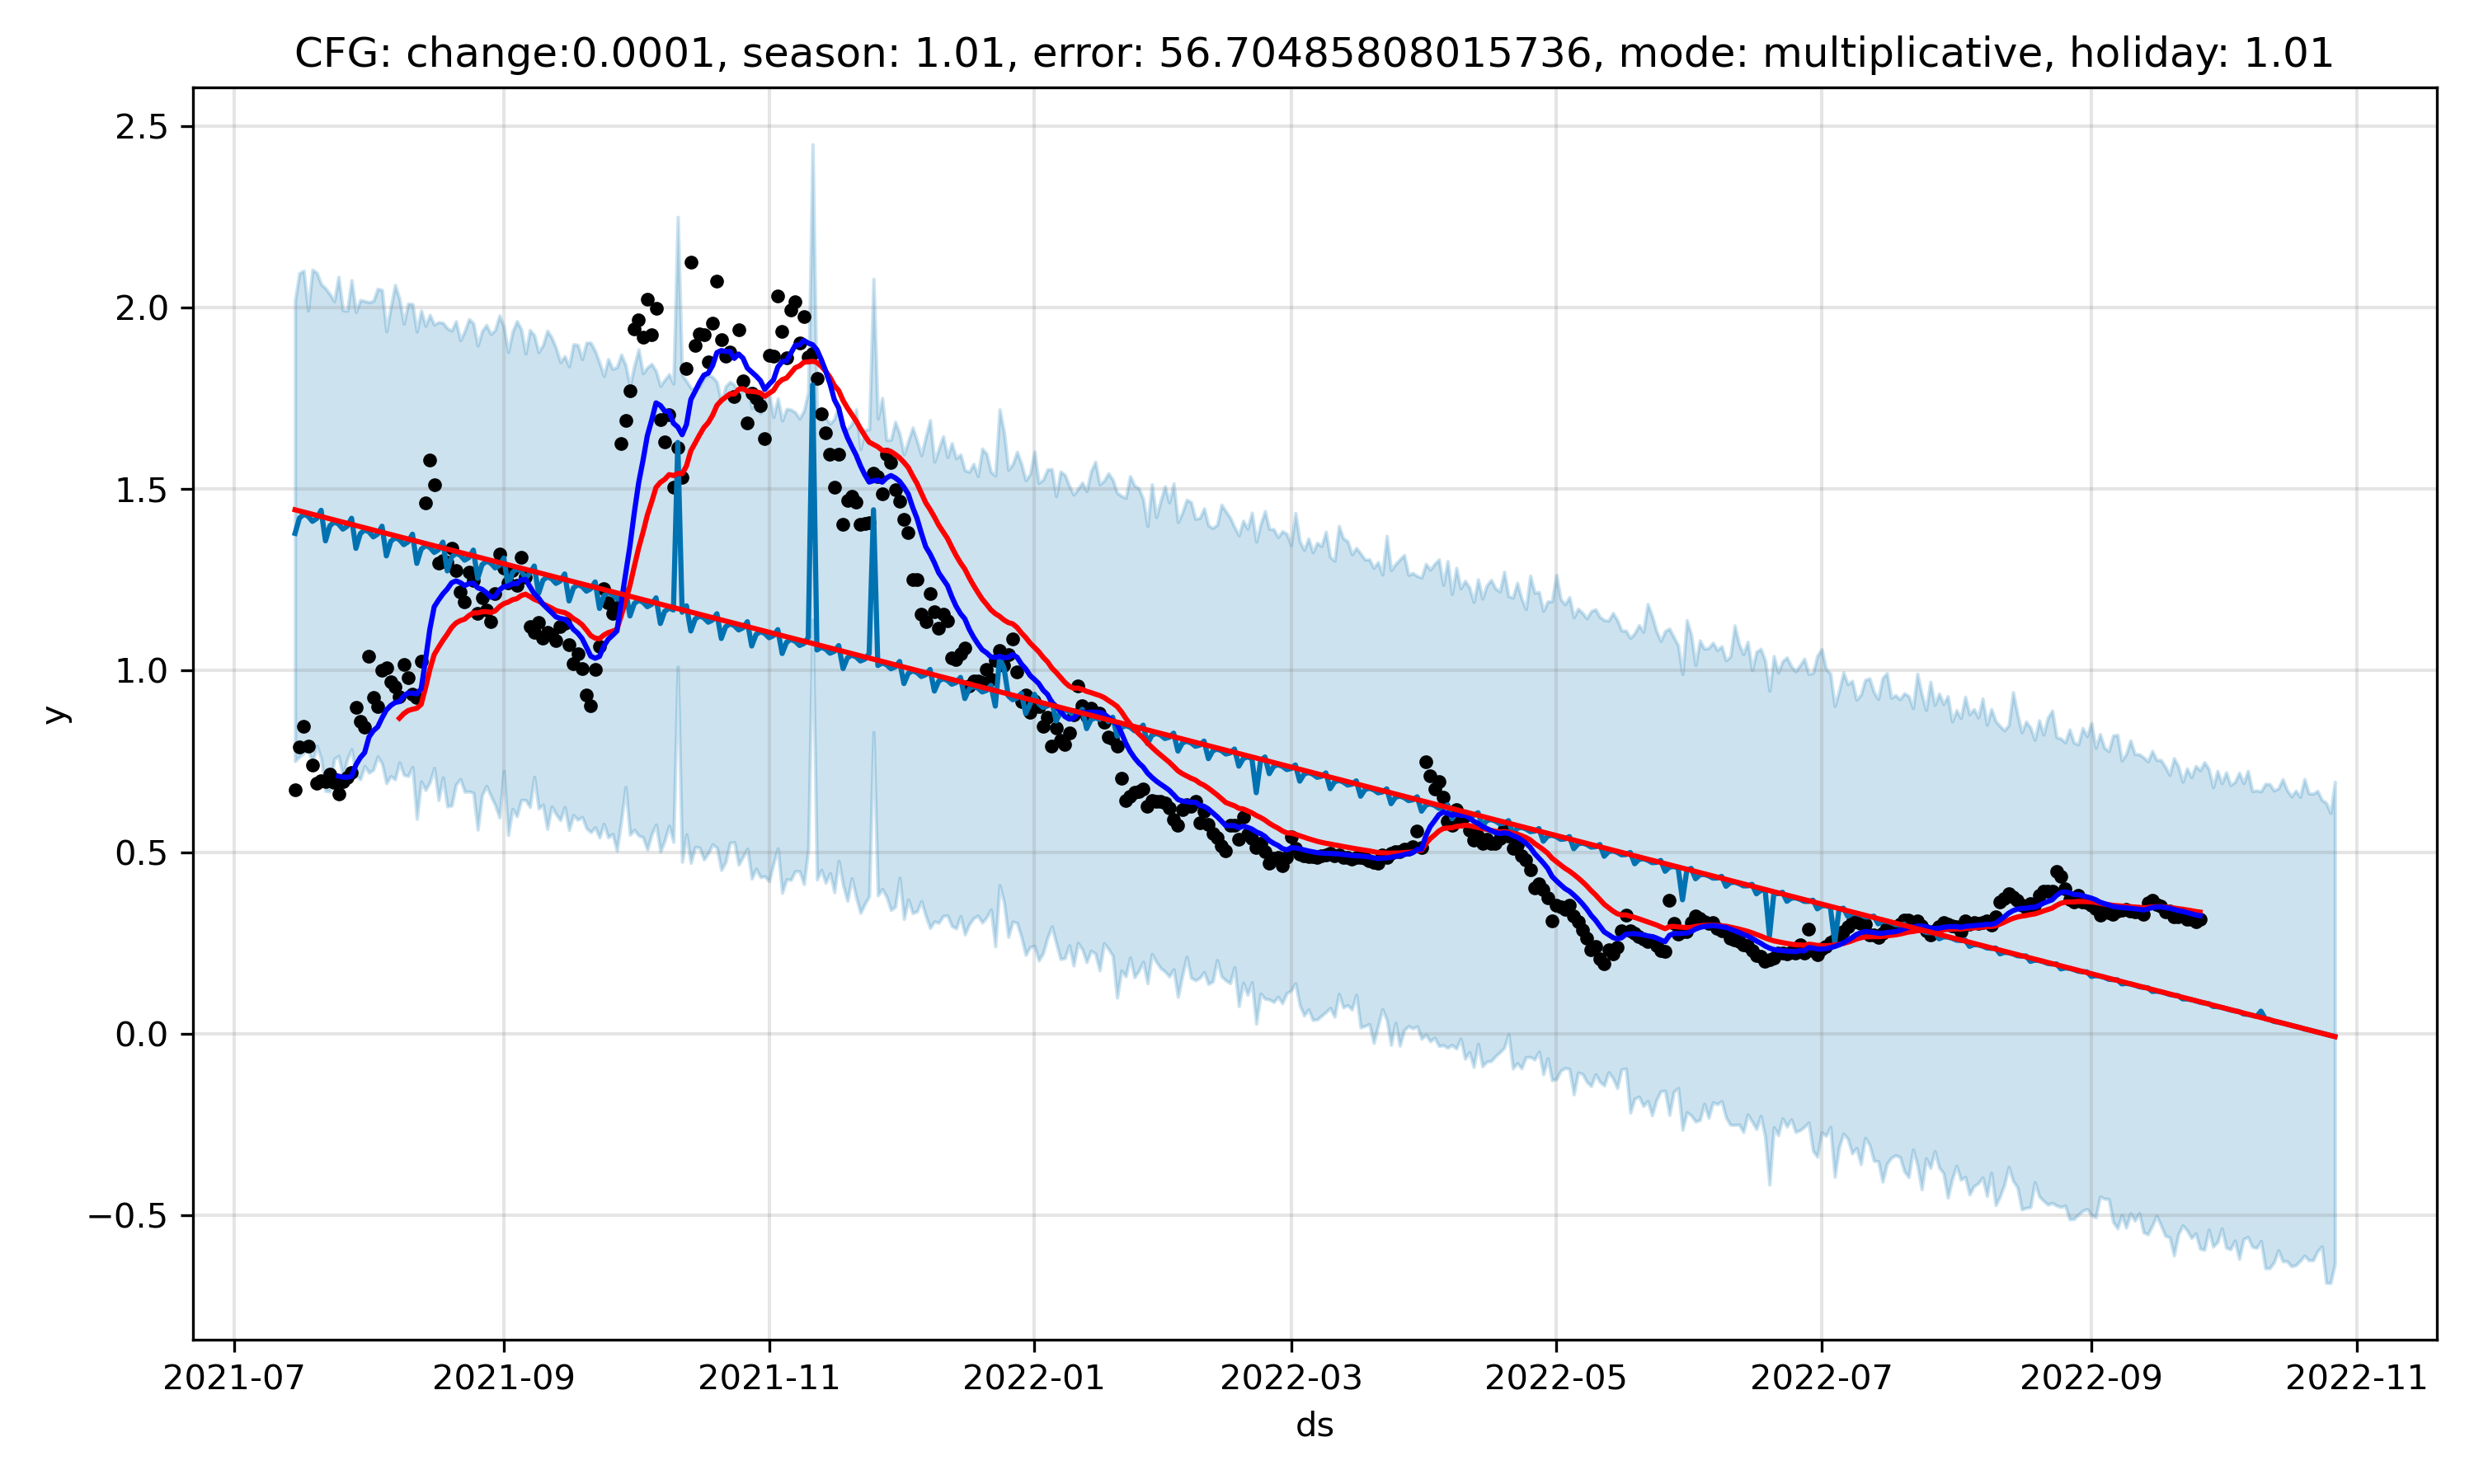 CFG: change:0.0001, season: 1.01, error: 56.70485808015736, mode: multiplicative, holiday: 1.01
2.5
2.0
1.5
1.0
0.5
0.0
−0.5
y
2021-07 2021-09 2021-11 2022-01 2022-03 2022-05 2022-07 2022-09 2022-11
ds